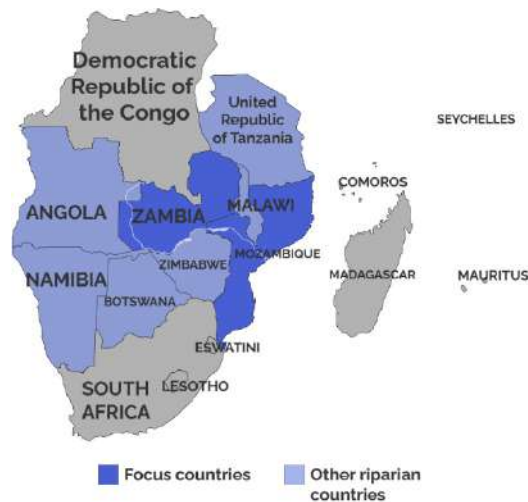 Democratic
Republic of
the Congo
United
Republic
of Tanzania
SEYCHELLES
COMOROS
ANGOLA
ZAMBIA
MALAWI
MOZAMBIQUE
ZIMBABWE
NAMIBIA
BOTSWANA
MADAGASCAR
MAURITUS
ESWATINI
LESOTHO
SOUTH
AFRICA
Focus countries
Other riparian
countries